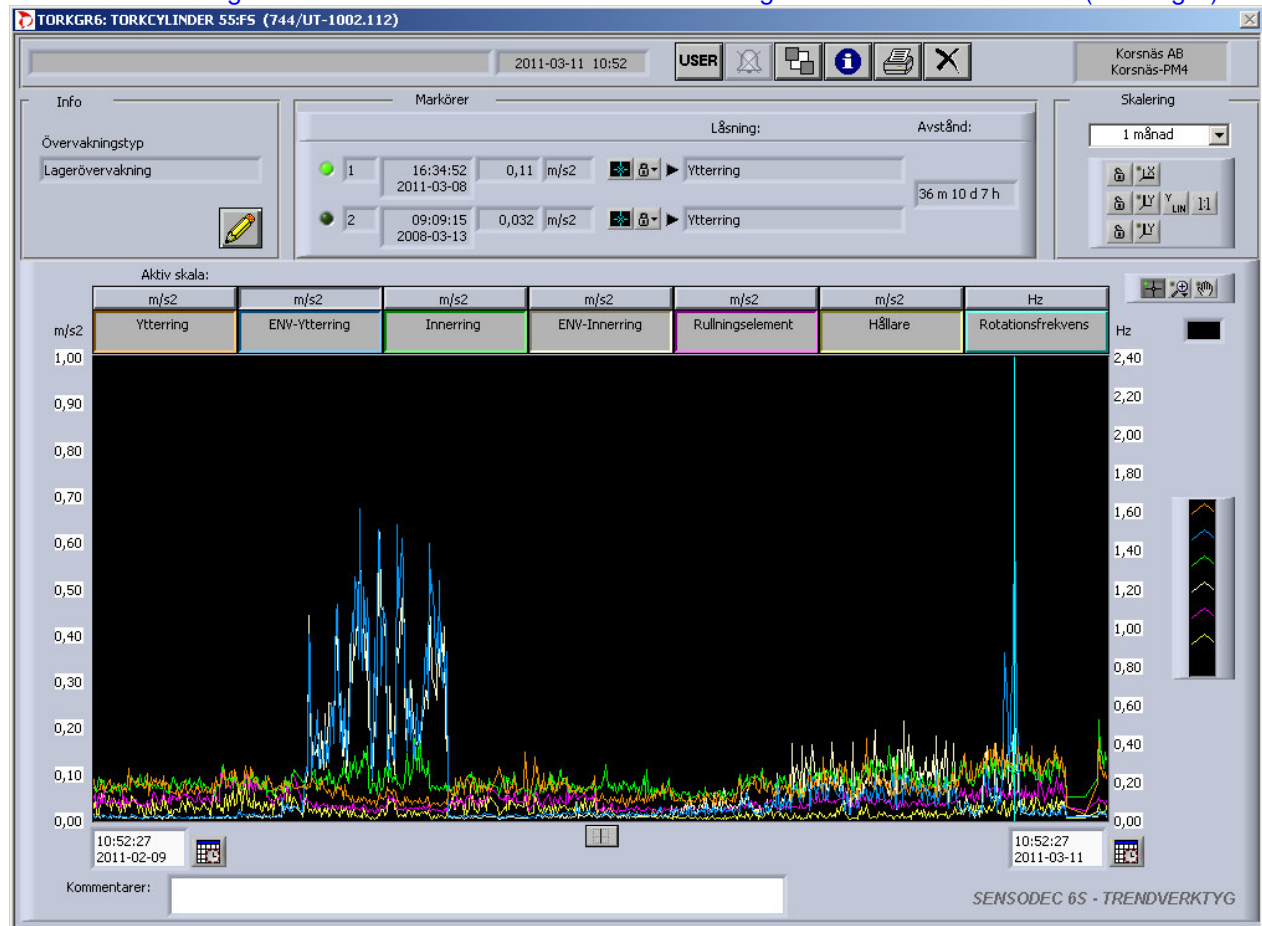 TORKGR6: TORKCYLINDER 55:FS (744/UT-1002.112)
2011-03-11 10:52
USER
Korsnäs AB
Korsnäs-PM4
Info
Markörer
Skalering
Övervakningstyp
Lagerövervakning
Låsning:
Avstånd:
1 månad
1
16:34:52
2011-03-08
0,11
m/s2
Ytterring
36 m 10 d 7 h
2
09:09:15
2008-03-13
0,032
m/s2
Ytterring
X
Y
Y LIN
1:1
Y
Aktiv skala:
m/s2
m/s2
m/s2
m/s2
m/s2
m/s2
Hz
Ytterring
ENV-Ytterring
Innerring
ENV-Innerring
Rullningselement
Hållare
Rotationsfrekvens
m/s2
1,00
0,90
0,80
0,70
0,60
0,50
0,40
0,30
0,20
0,10
0,00
Hz
2,40
2,20
2,00
1,80
1,60
1,40
1,20
1,00
0,80
0,60
0,40
0,20
0,00
10:52:27
2011-02-09
10:52:27
2011-03-11
Kommentarer:
SENSODEC 6S - TRENDVERKTYG